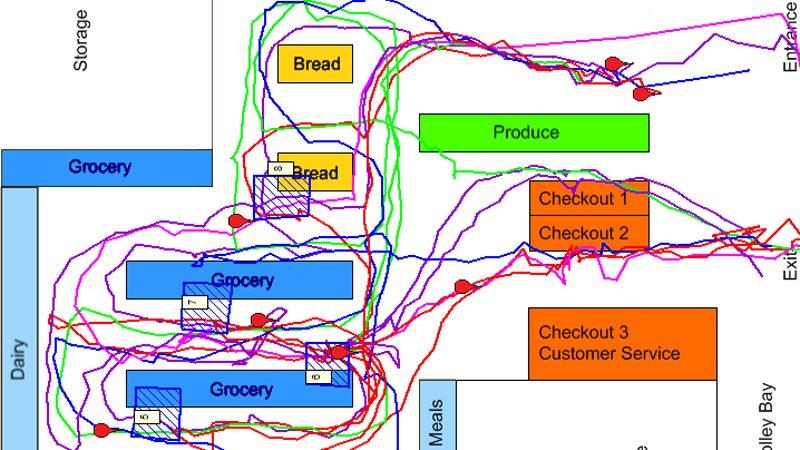 Storage
Bread
Entrance
Produce
Grocery
8
Bread
Checkout 1
Checkout 2
Exit
Grocery
7
Checkout 3
Customer Service
Dairy
6
Grocery
5
Meals
olley Bay